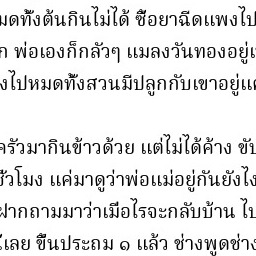 มดทั้งต้นกินไม่ได้ ซื้อยาฉีดแพงไป
ก พ่อเองก็กลัวๆ แมลงวันทองอยู่เ
งไปหมดทั้งสวนมีปลูกกับเขาอยู่แค
ครัวมากินข้าวด้วย แต่ไม่ได้ค้าง ขับ
ชั่วโมง แค่มาดูว่าพ่อแม่อยู่กันยังไง
ฝากถามมาว่าเมื่อไรจะกลับบ้าน ไป
เลย ขึ้นประถม ๑ แล้ว ช่างพูดช่าง